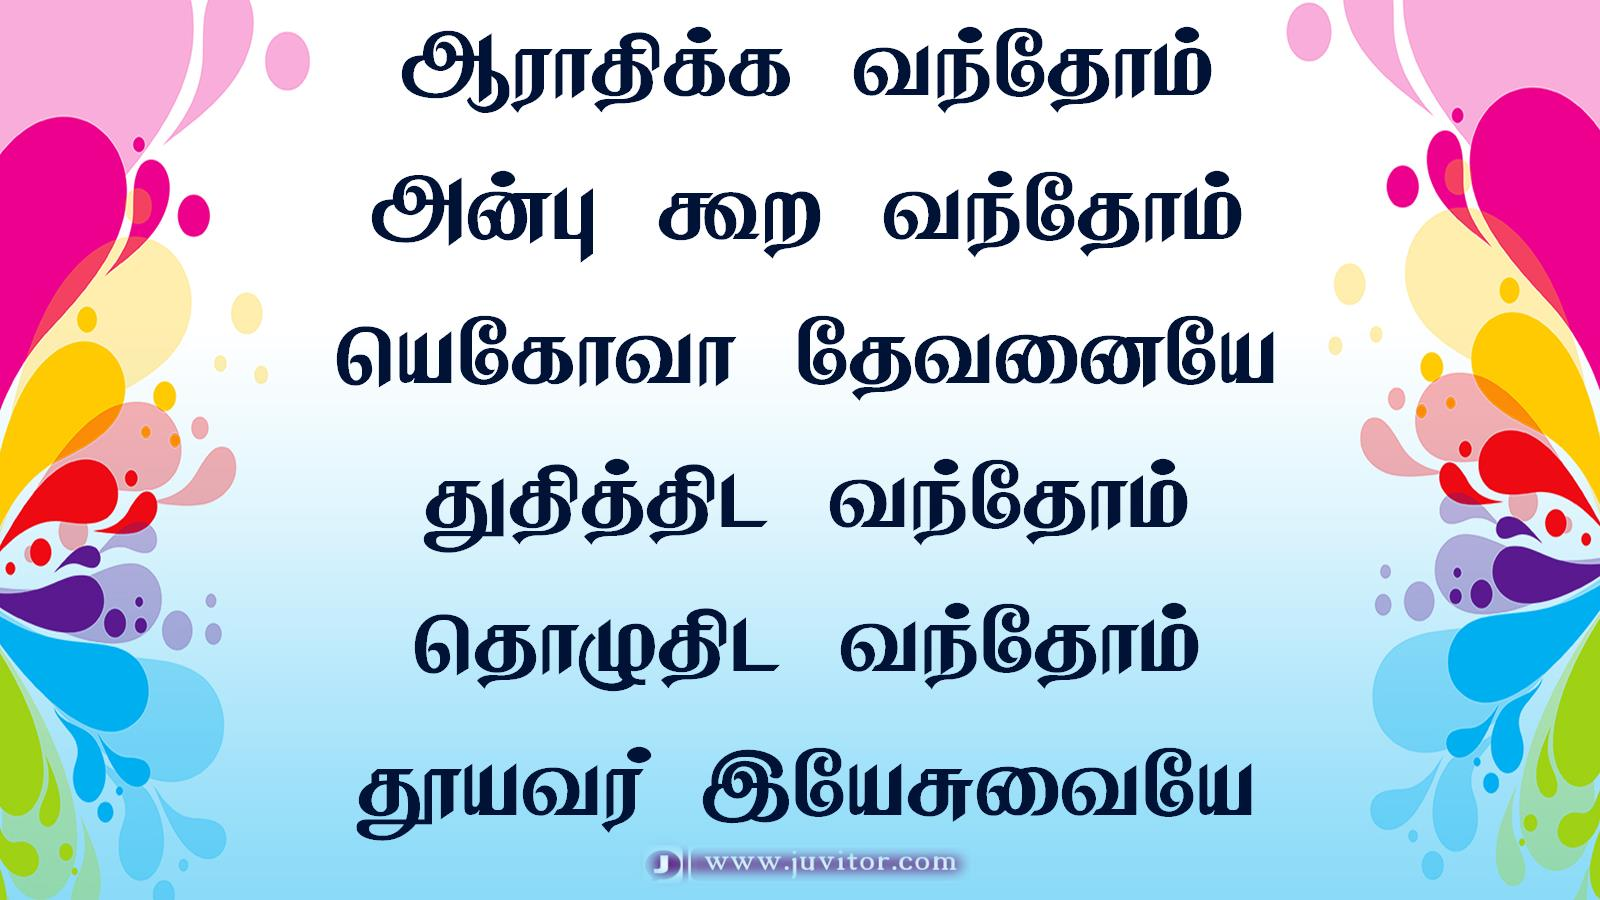 ஆராதிக்க வந்தோம்
அன்பு கூற வந்தோம்
யெகோவா தேவனையே
துதித்திட வந்தோம்
தொழுதிட வந்தோம்
தூயவர் இயேசுவையே
J www.juvitor.com